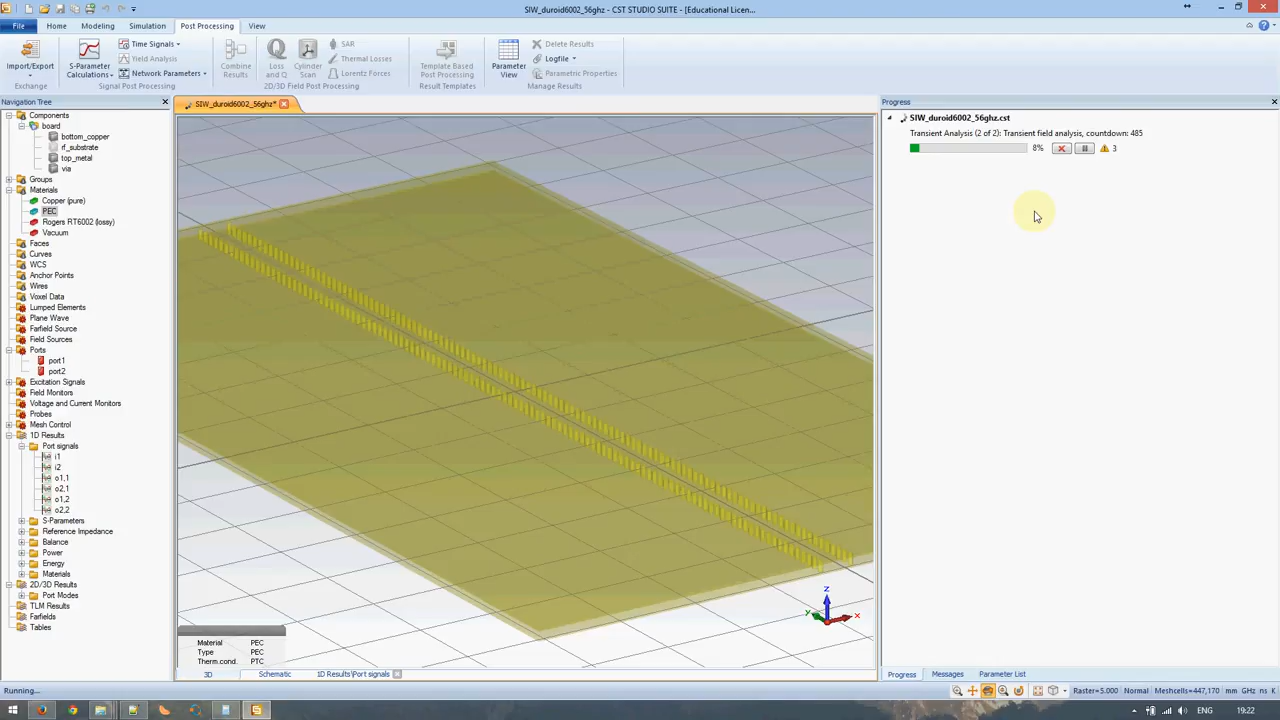 SIW_duroid6002_56ghz - CST STUDIO SUITE - [Educational Licen...
File Home Modeling Simulation Post Processing View
Import/Export
Exchange
S-Parameter Calculations
Time Signals
Yield Analysis
Network Parameters
Signal Post Processing
Combine Results
Loss and Q
Cylinder Scan
SAR
Thermal Losses
Lorentz Forces
2D/3D Field Post Processing
Template Based Post Processing
Result Templates
Parameter View
Delete Results
Logfile
Parametric Properties
Manage Results
Navigation Tree
SIW_duroid6002_56ghz*
Progress
Components
board
bottom_copper
rf_substrate
top_metal
via
Groups
Materials
Copper (pure)
PEC
Rogers RT6002 (lossy)
Vacuum
Faces
Curves
WCS
Anchor Points
Wires
Voxel Data
Lumped Elements
Plane Wave
Farfield Source
Field Sources
Ports
port1
port2
Excitation Signals
Field Monitors
Voltage and Current Monitors
Probes
Mesh Control
1D Results
Port signals
i1
i2
o1,1
o2,1
o1,2
o2,2
S-Parameters
Reference Impedance
Balance
Power
Energy
Materials
2D/3D Results
Port Modes
TLM Results
Farfields
Tables
SIW_duroid6002_56ghz.cst
Transient Analysis (2 of 2): Transient field analysis, countdown: 485
8% 3
z
y
x
Material PEC
Type PEC
Therm.cond. PTC
3D Schematic 1D Results\Port signals
Progress Messages Parameter List
Running...
Raster=5.000 Normal Meshcells=447,170 mm GHz ns K
ENG 19:22